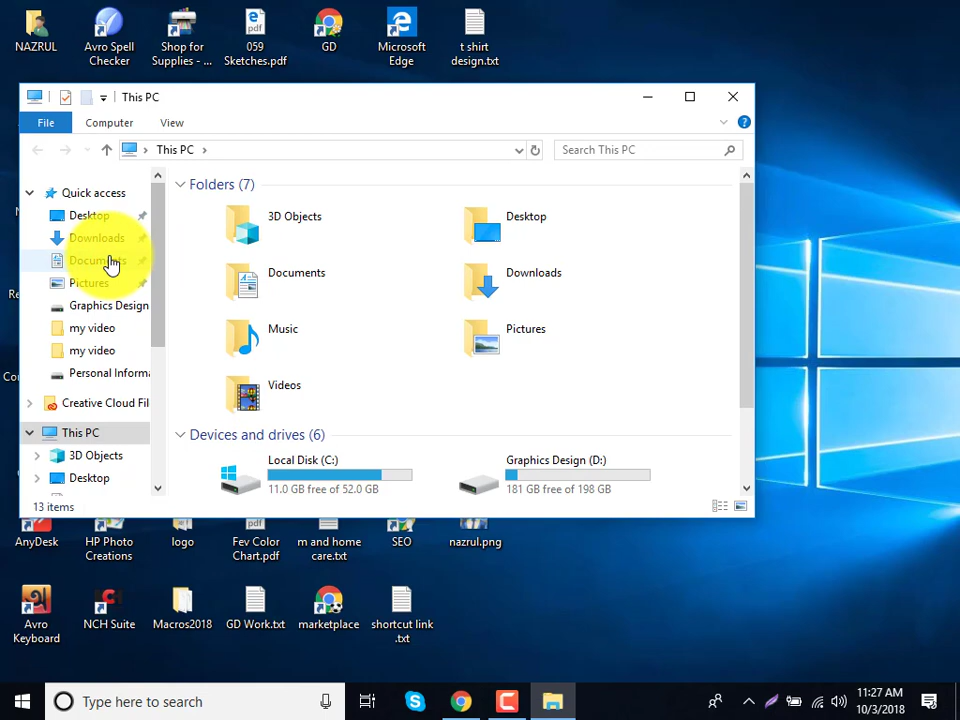 NAZRUL
Avro Spell
Checker
Shop for
Supplies - ...
pdf
059
Sketches.pdf
GD
Microsoft
Edge
t shirt
design.txt
This PC
File
Computer
View
This PC
Search This PC
Quick access
Desktop
Downloads
Documents
Pictures
Graphics Design
my video
my video
Personal Informa
Creative Cloud Fil
This PC
3D Objects
Desktop
Folders (7)
3D Objects
Desktop
Documents
Downloads
Music
Pictures
Videos
Devices and drives (6)
Local Disk (C:)
11.0 GB free of 52.0 GB
Graphics Design (D:)
181 GB free of 198 GB
13 items
AnyDesk
HP Photo
Creations
logo
pdf
Fev Color
Chart.pdf
m and home
care.txt
SEO
nazrul.png
Avro
Keyboard
NCH Suite
Macros2018
GD Work.txt
marketplace
shortcut link
.txt
Type here to search
11:27 AM
10/3/2018